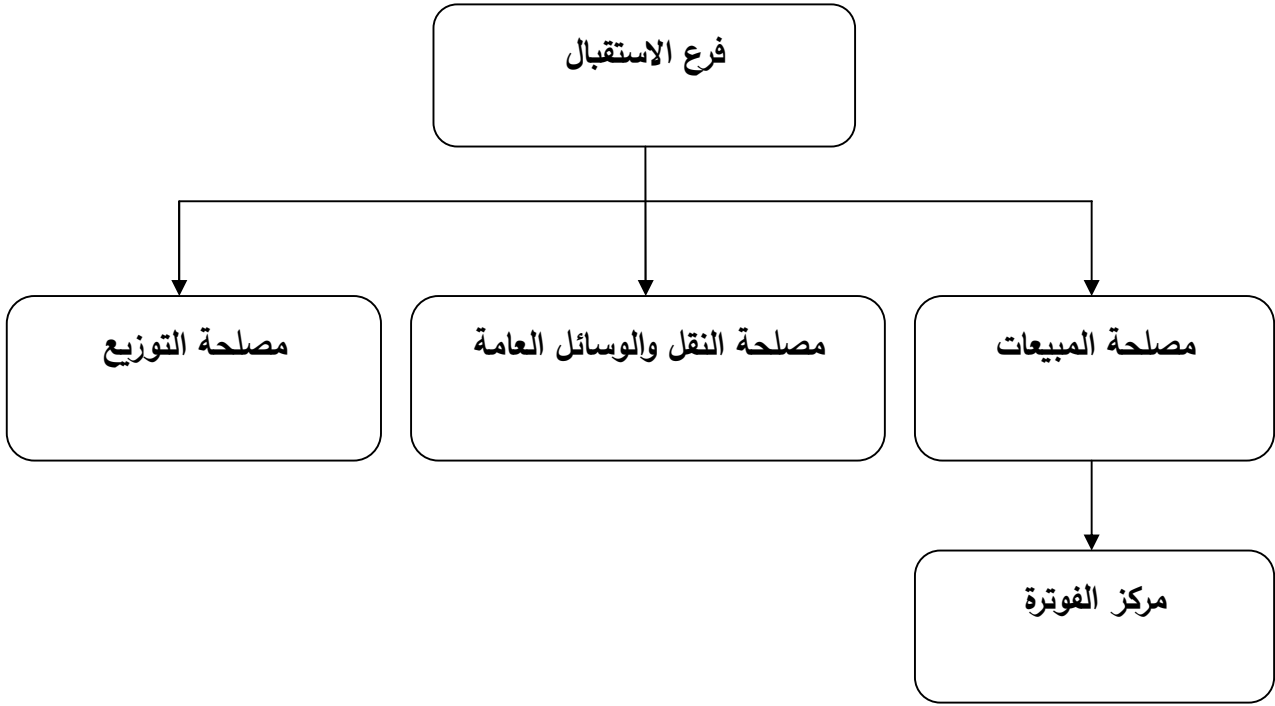 فرع الاستقبال
مصلحة المبيعات
مصلحة النقل والوسائل العامة
مصلحة التوزيع
مركز الفوترة